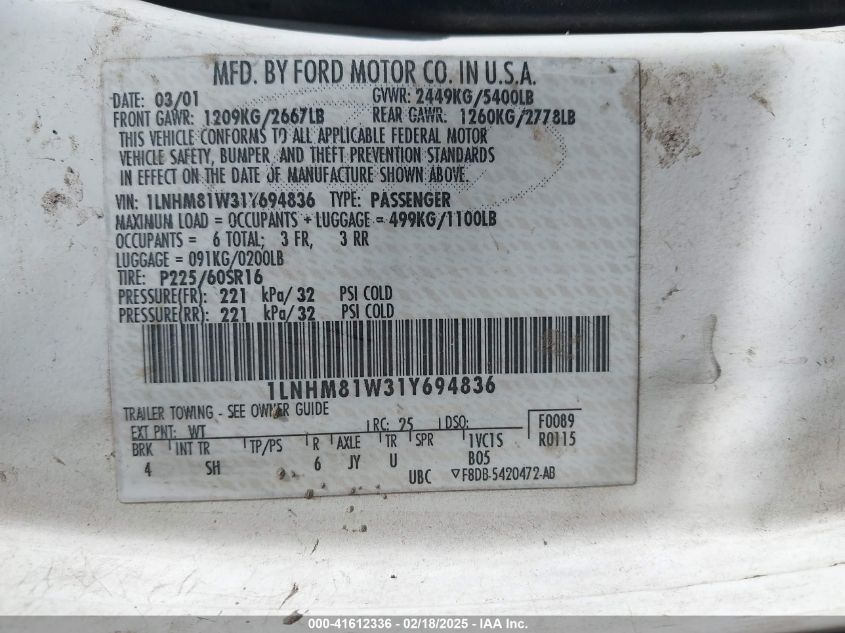 MFD. BY FORD MOTOR CO. IN U.S.A.
DATE: 03/01 GVWR: 2449KG/5400LB
FRONT GAWR: 1209KG/2667LB REAR GAWR: 1260KG/2778LB
THIS VEHICLE CONFORMS TO ALL APPLICABLE FEDERAL MOTOR
VEHICLE SAFETY, BUMPER, AND THEFT PREVENTION STANDARDS
IN EFFECT ON THE DATE OF MANUFACTURE SHOWN ABOVE.
VIN: 1LNHM81W31Y694836 TYPE: PASSENGER
MAXIMUM LOAD = OCCUPANTS + LUGGAGE = 499KG/1100LB
OCCUPANTS = 6 TOTAL; 3 FR, 3 RR
LUGGAGE = 091KG/0200LB
TIRE: P225/60SR16
PRESSURE(FR): 221 kPa/ 32 PSI COLD
PRESSURE(RR): 221 kPa/ 32 PSI COLD
1LNHM81W31Y694836
TRAILER TOWING - SEE OWNER GUIDE
EXT PNT: WT RC: 25 DSO: F0089
BRK INT TR TP/PS R AXLE TR SPR 1VC1S R0115
4 SH 6 JY U B05
UBC F8DB-5420472-AB
000-41612336 - 02/18/2025 - IAA Inc.